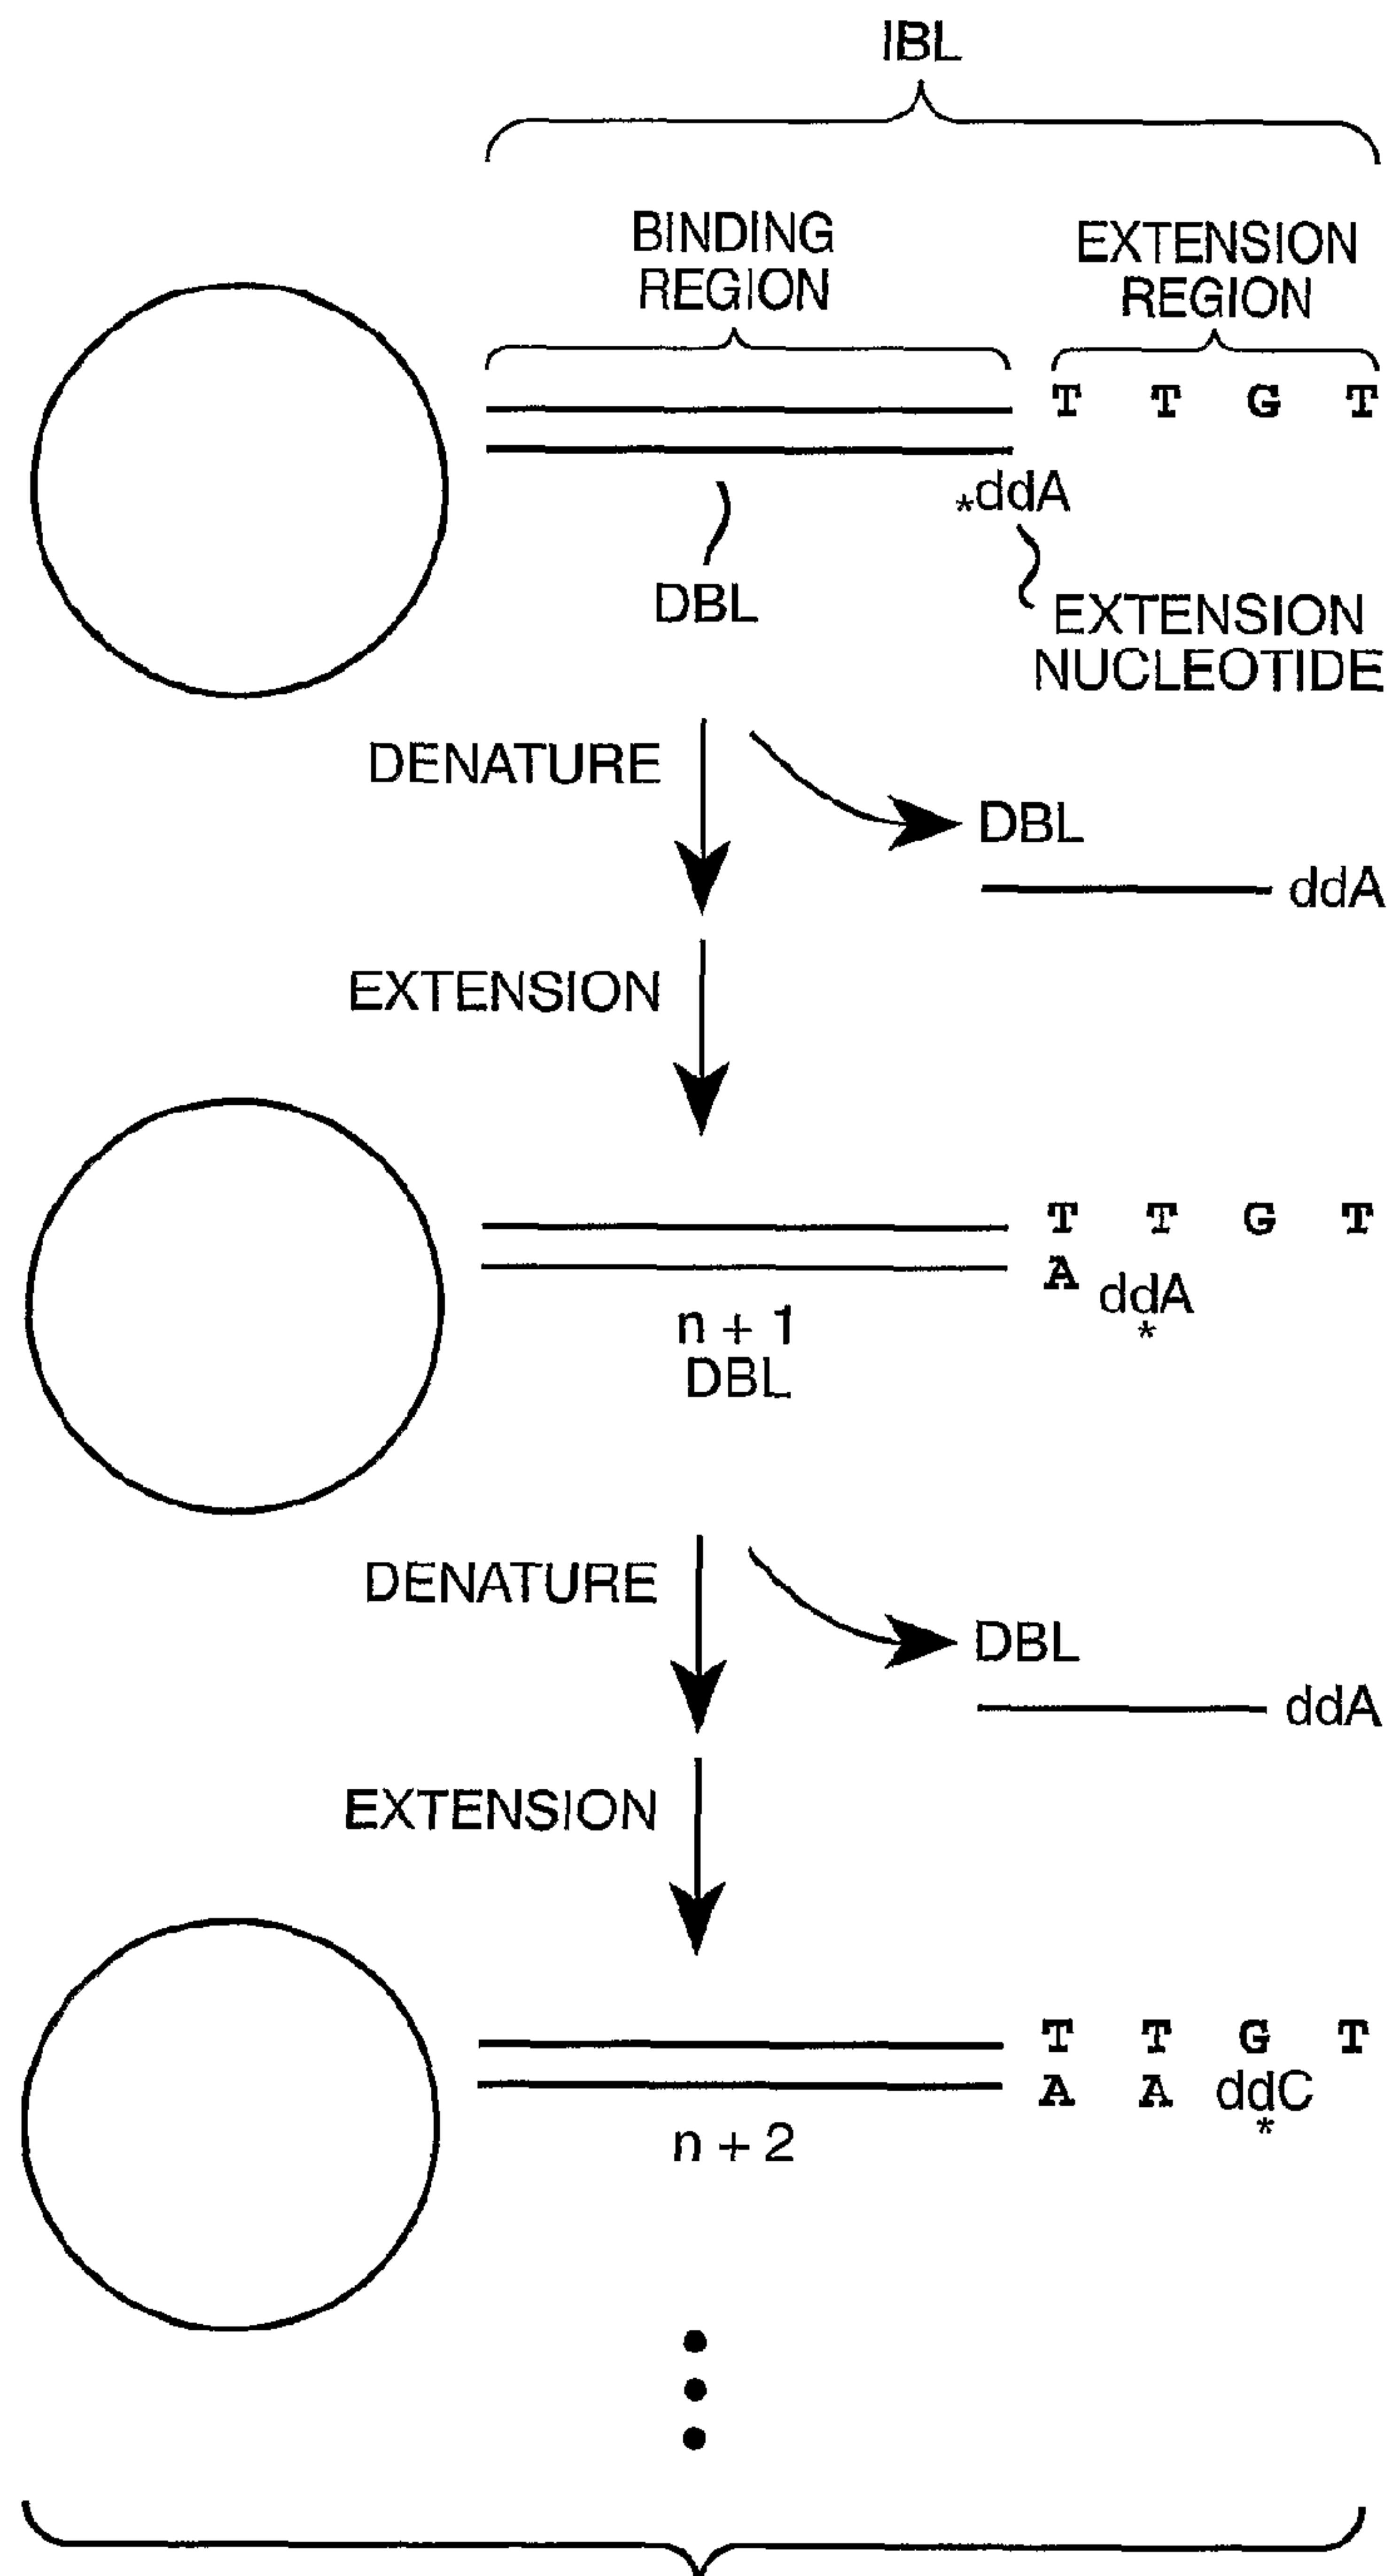 IBL
BINDING
REGION
EXTENSION
REGION
T T G T
*ddA
DBL
EXTENSION
NUCLEOTIDE
DENATURE
DBL
ddA
EXTENSION
T T G T
A ddA
*
n + 1
DBL
DENATURE
DBL
ddA
EXTENSION
T T G T
A A ddC
*
n + 2